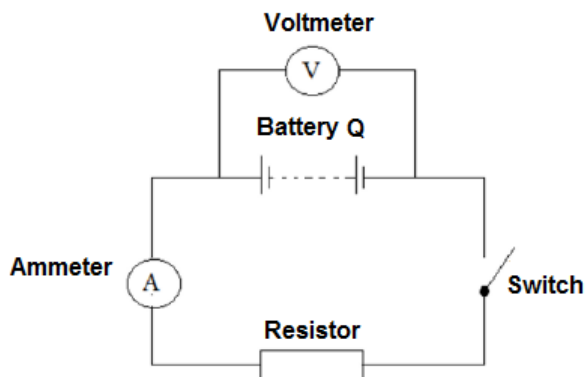 Voltmeter
V
Battery Q
Ammeter
A
Switch
Resistor